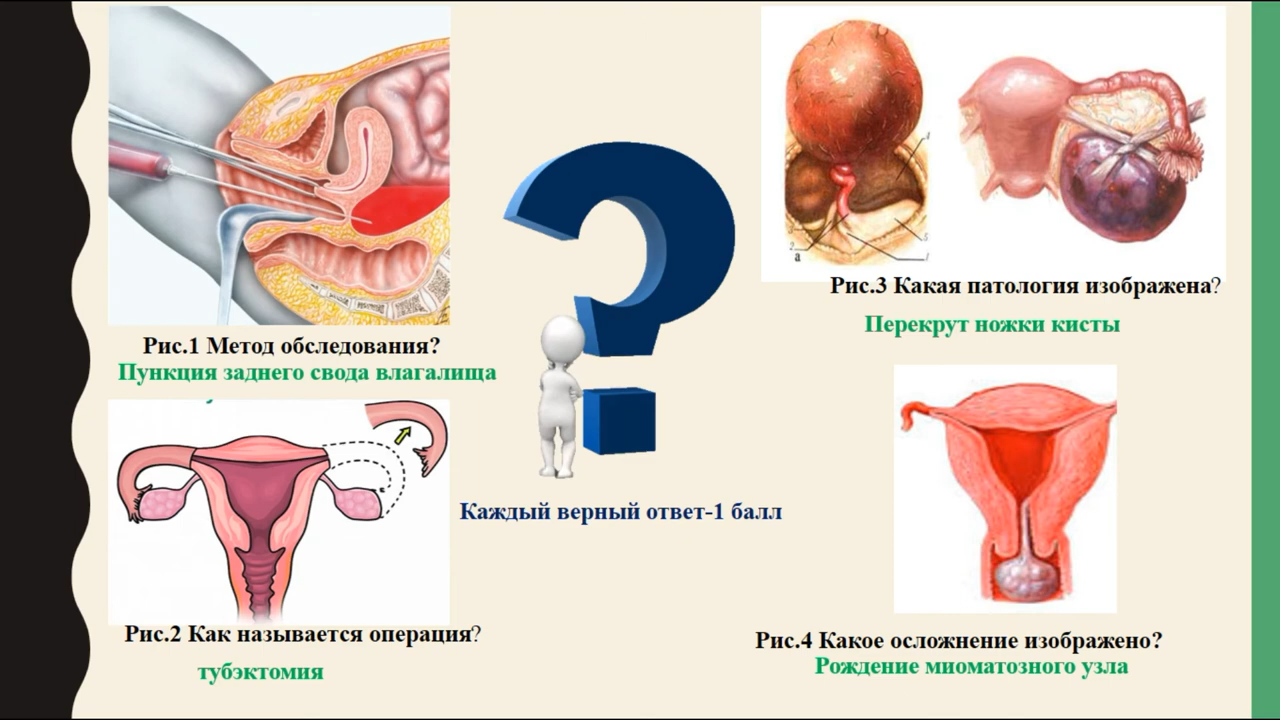 Рис.1 Метод обследования?
Пункция заднего свода влагалища
Рис.2 Как называется операция?
тубэктомия
Каждый верный ответ-1 балл
а
Рис.3 Какая патология изображена?
Перекрут ножки кисты
Рис.4 Какое осложнение изображено?
Рождение миоматозного узла